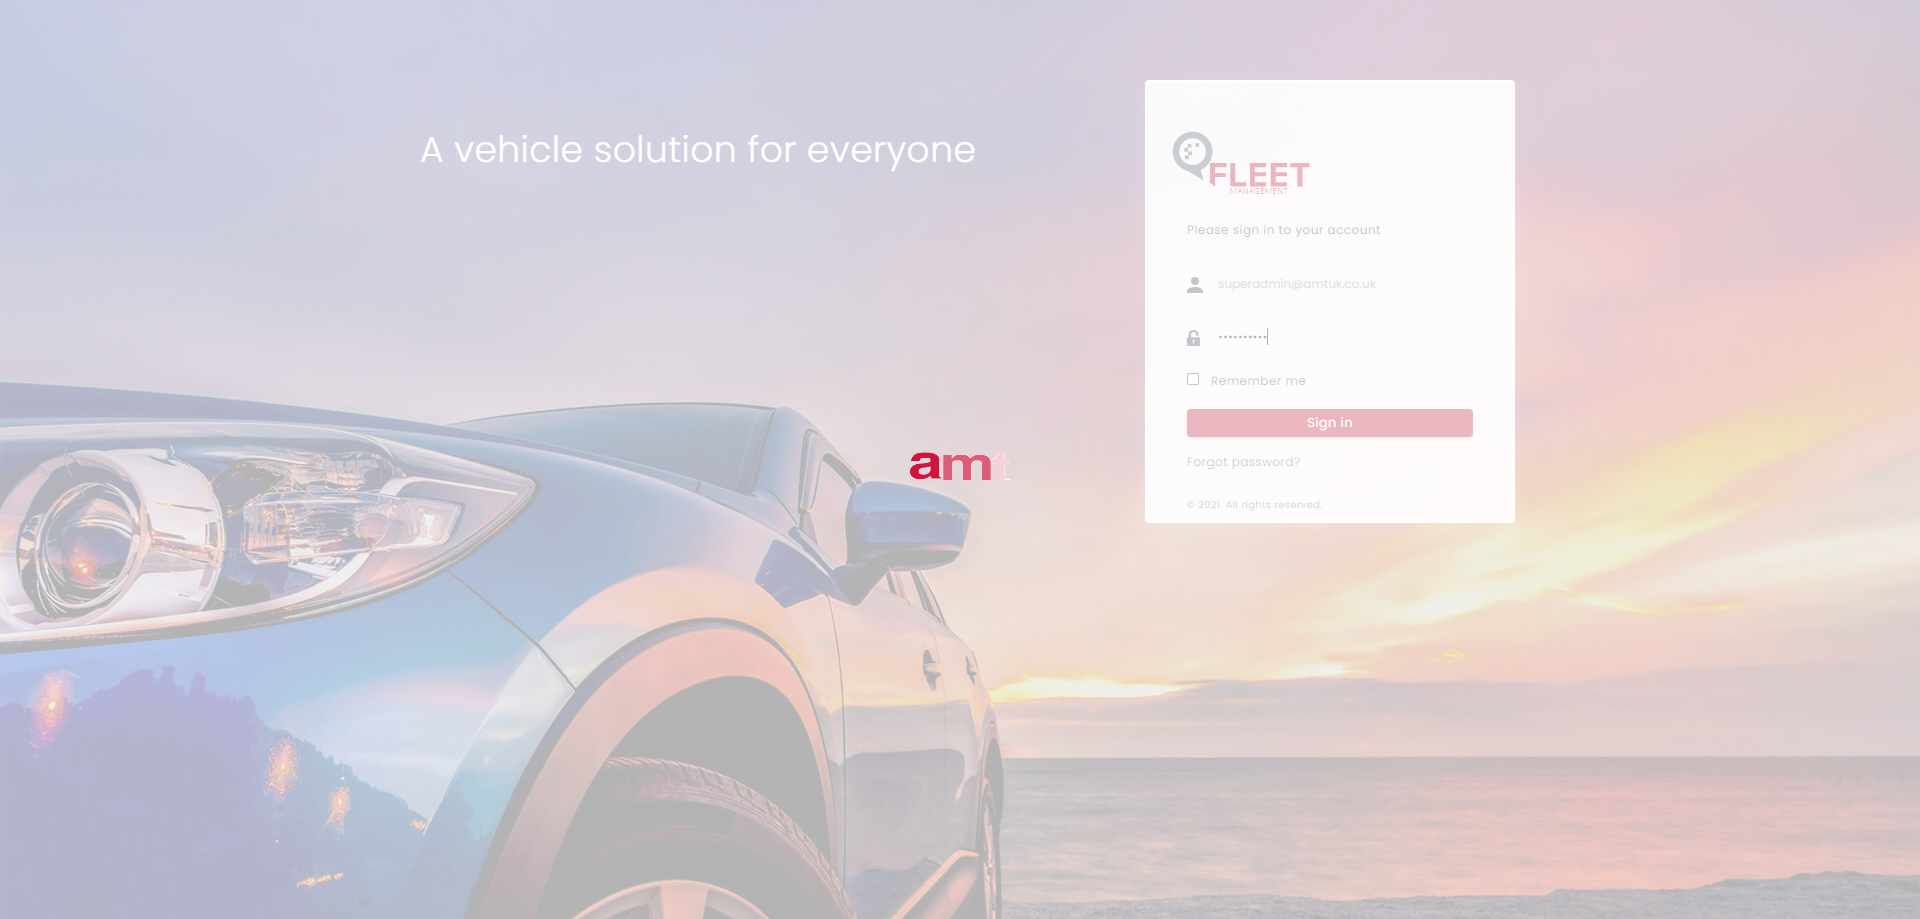 A vehicle solution for everyone
FLEET
MANAGEMENT
Please sign in to your account
superadmin@amtuk.co.uk
Remember me
Sign in
Forgot password?
© 2021. All rights reserved.
amt